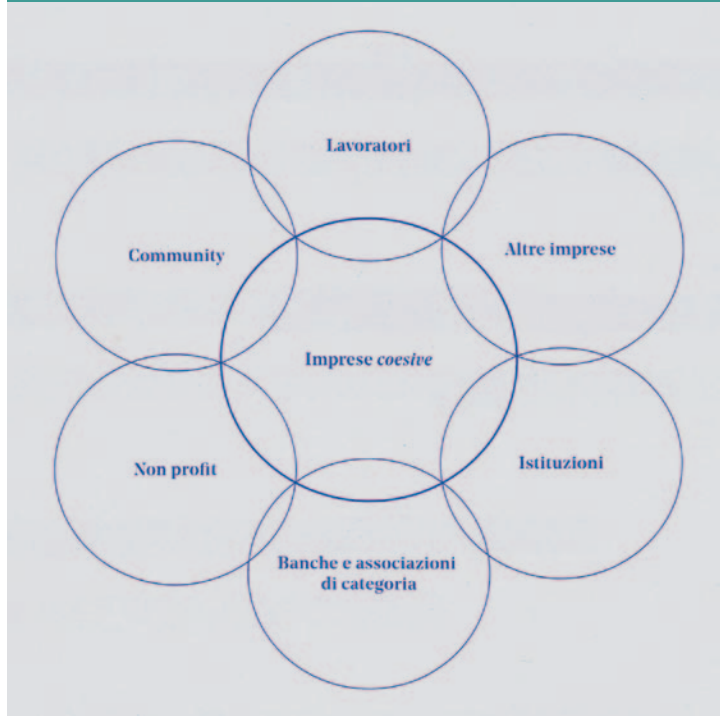 Lavoratori
Community
Altre imprese
Imprese coesive
Non profit
Istituzioni
Banche e associazioni
di categoria